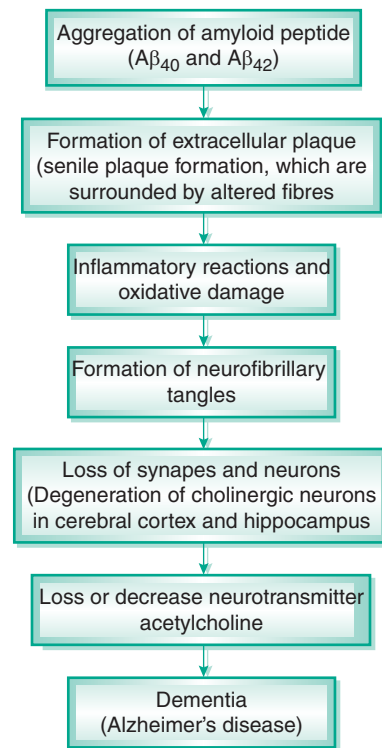 Aggregation of amyloid peptide
(Aβ₄₀ and Aβ₄₂)
Formation of extracellular plaque
(senile plaque formation, which are
surrounded by altered fibres
Inflammatory reactions and
oxidative damage
Formation of neurofibrillary
tangles
Loss of synapes and neurons
(Degeneration of cholinergic neurons
in cerebral cortex and hippocampus
Loss or decrease neurotransmitter
acetylcholine
Dementia
(Alzheimer's disease)